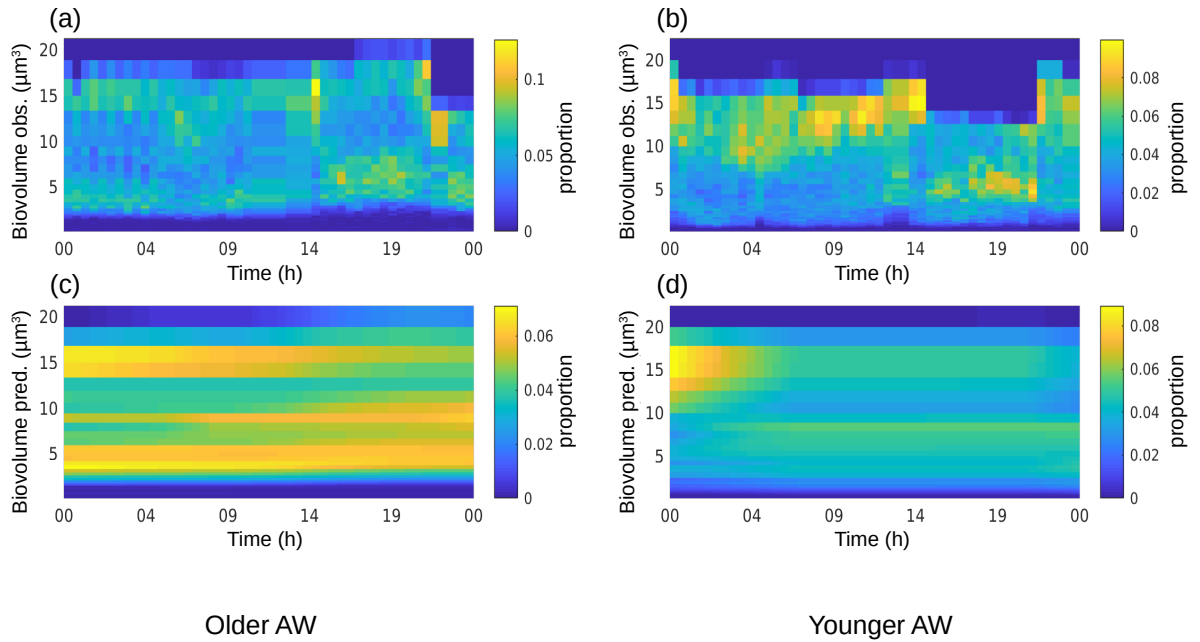 (a)
Biovolume obs. (µm³)
20
15
10
5
00 04 09 14 19 00
Time (h)
0.1
0.05
0
proportion
(b)
Biovolume obs. (µm³)
20
15
10
5
00 04 09 14 19 00
Time (h)
0.08
0.06
0.04
0.02
0
proportion
(c)
Biovolume pred. (µm³)
20
15
10
5
00 04 09 14 19 00
Time (h)
0.06
0.04
0.02
0
proportion
(d)
Biovolume pred. (µm³)
20
15
10
5
00 04 09 14 19 00
Time (h)
0.08
0.06
0.04
0.02
0
proportion
Older AW
Younger AW